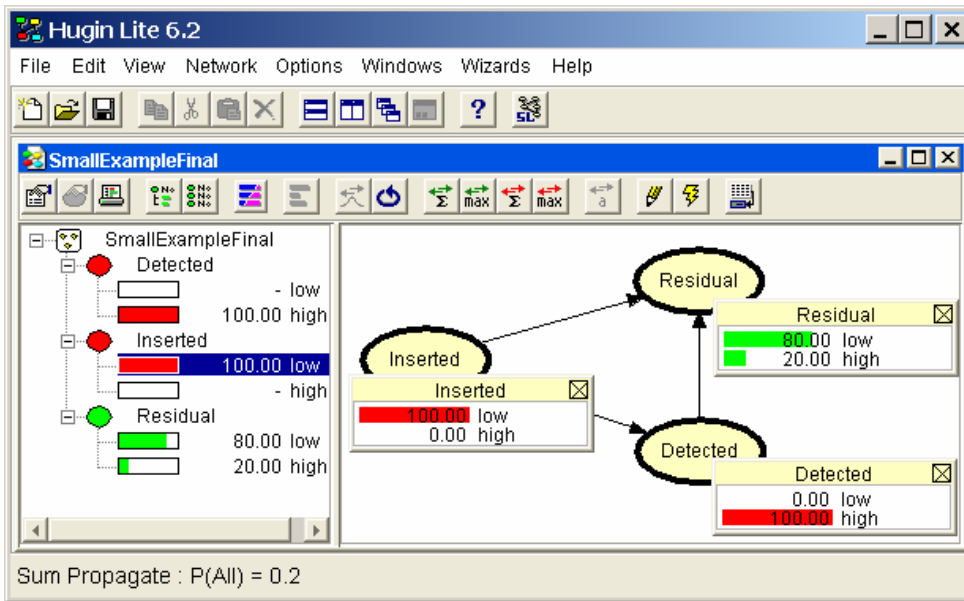 Hugin Lite 6.2
File Edit View Network Options Windows Wizards Help
? SL
SmallExampleFinal
Σ max Σ max a
SmallExampleFinal
Detected
- low
100.00 high
Inserted
100.00 low
- high
Residual
80.00 low
20.00 high
Residual
Residual
80.00 low
20.00 high
Inserted
Inserted
100.00 low
0.00 high
Detected
Detected
0.00 low
100.00 high
Sum Propagate : P(All) = 0.2